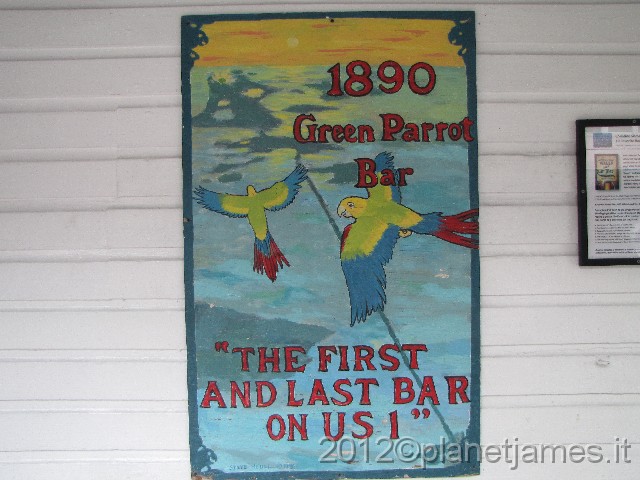 1890
Green Parrot
Bar
"THE FIRST
AND LAST BAR
ON US 1"
2012©planetjames.it